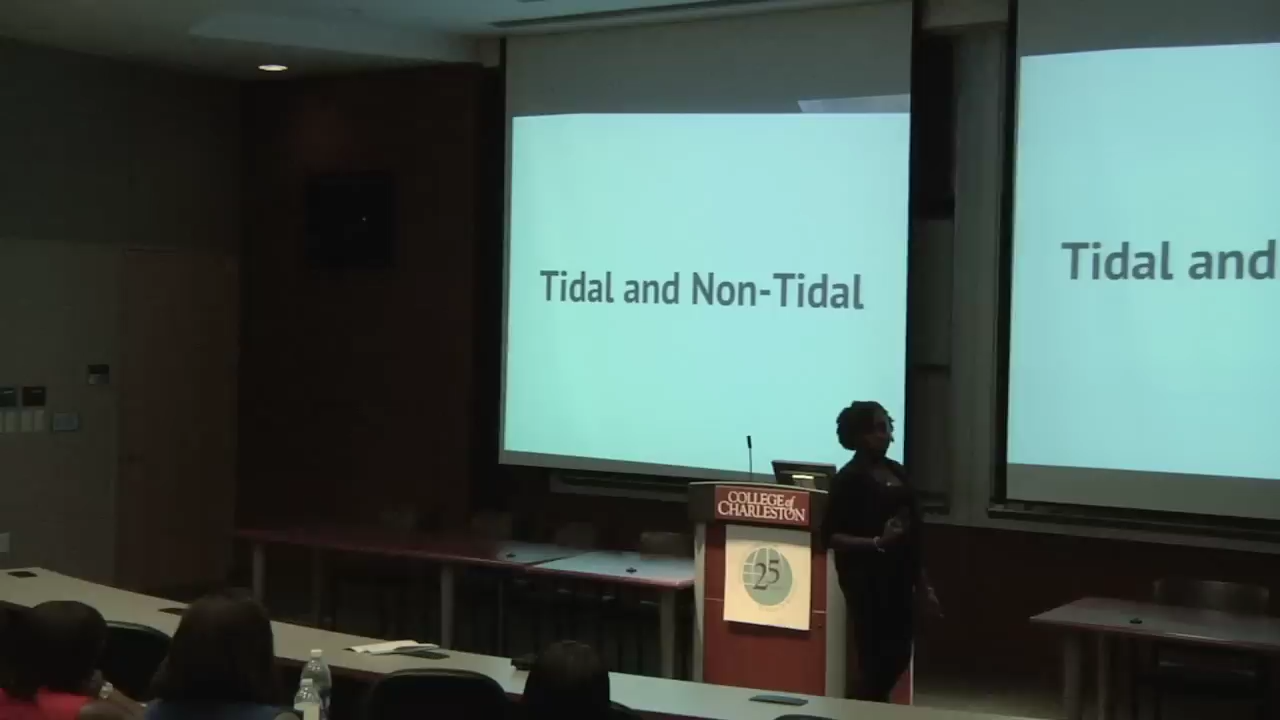 Tidal and Non-Tidal
Tidal and
COLLEGE of
CHARLESTON
25